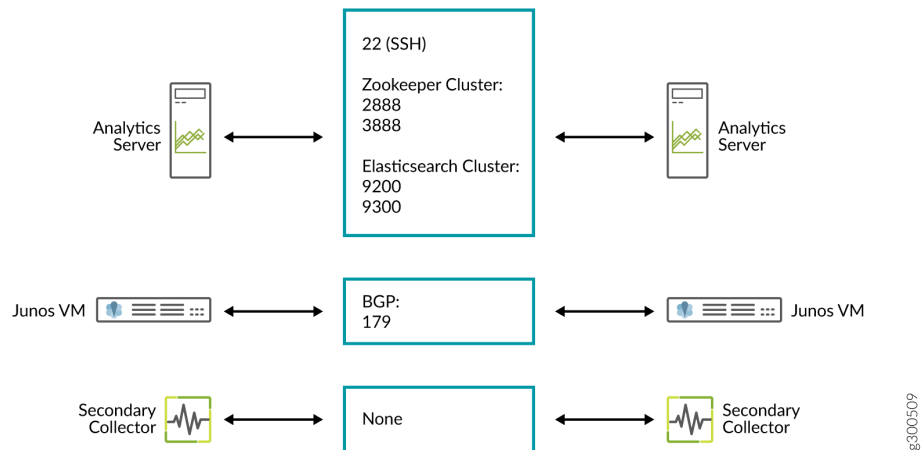 22 (SSH)
Zookeeper Cluster:
2888
3888
Elasticsearch Cluster:
9200
9300
Analytics
Server
Analytics
Server
Junos VM
BGP:
179
Junos VM
Secondary
Collector
None
Secondary
Collector
g300509